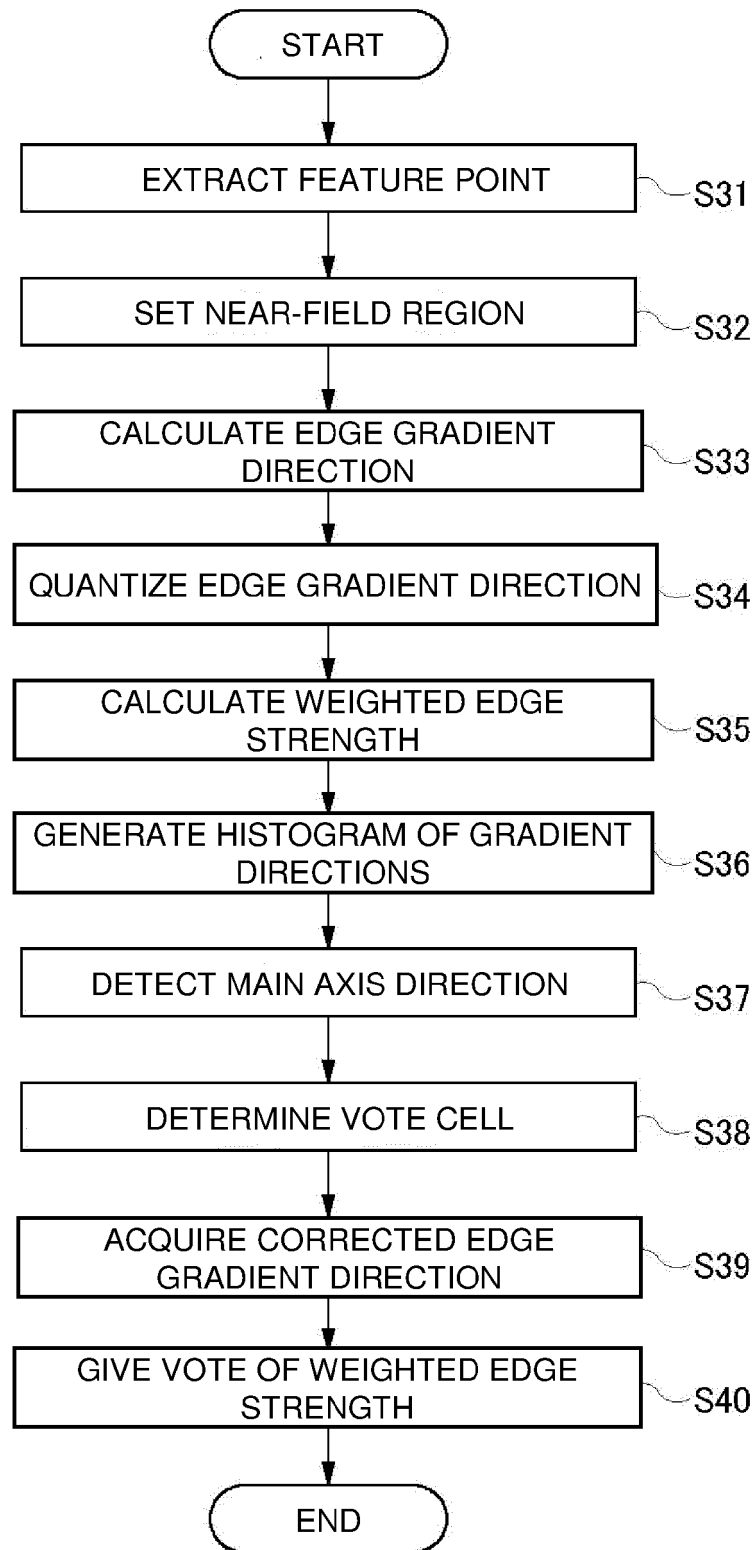 START
EXTRACT FEATURE POINT
S31
SET NEAR-FIELD REGION
S32
CALCULATE EDGE GRADIENT
DIRECTION
S33
QUANTIZE EDGE GRADIENT DIRECTION
S34
CALCULATE WEIGHTED EDGE
STRENGTH
S35
GENERATE HISTOGRAM OF GRADIENT
DIRECTIONS
S36
DETECT MAIN AXIS DIRECTION
S37
DETERMINE VOTE CELL
S38
ACQUIRE CORRECTED EDGE
GRADIENT DIRECTION
S39
GIVE VOTE OF WEIGHTED EDGE
STRENGTH
S40
END